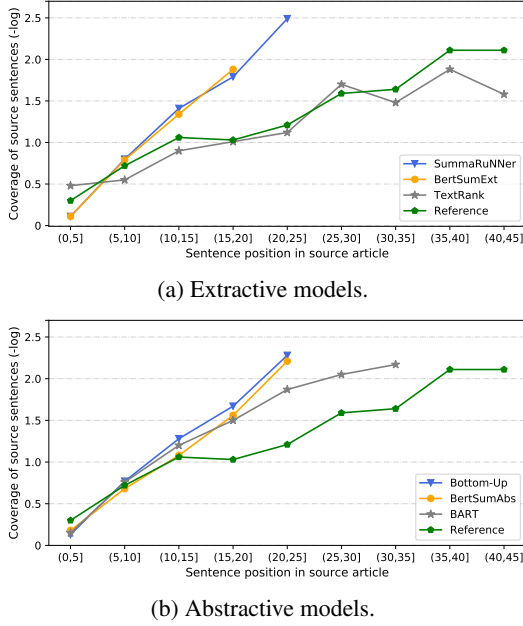 Coverage of source sentences (-log)
2.5
2.0
1.5
1.0
0.5
0
SummaRuNNer
BertSumExt
TextRank
Reference
(0,5] (5,10] (10,15] (15,20] (20,25] (25,30] (30,35] (35,40] (40,45]
Sentence position in source article
(a) Extractive models.
Coverage of source sentences (-log)
2.5
2.0
1.5
1.0
0.5
0
Bottom-Up
BertSumAbs
BART
Reference
(0,5] (5,10] (10,15] (15,20] (20,25] (25,30] (30,35] (35,40] (40,45]
Sentence position in source article
(b) Abstractive models.